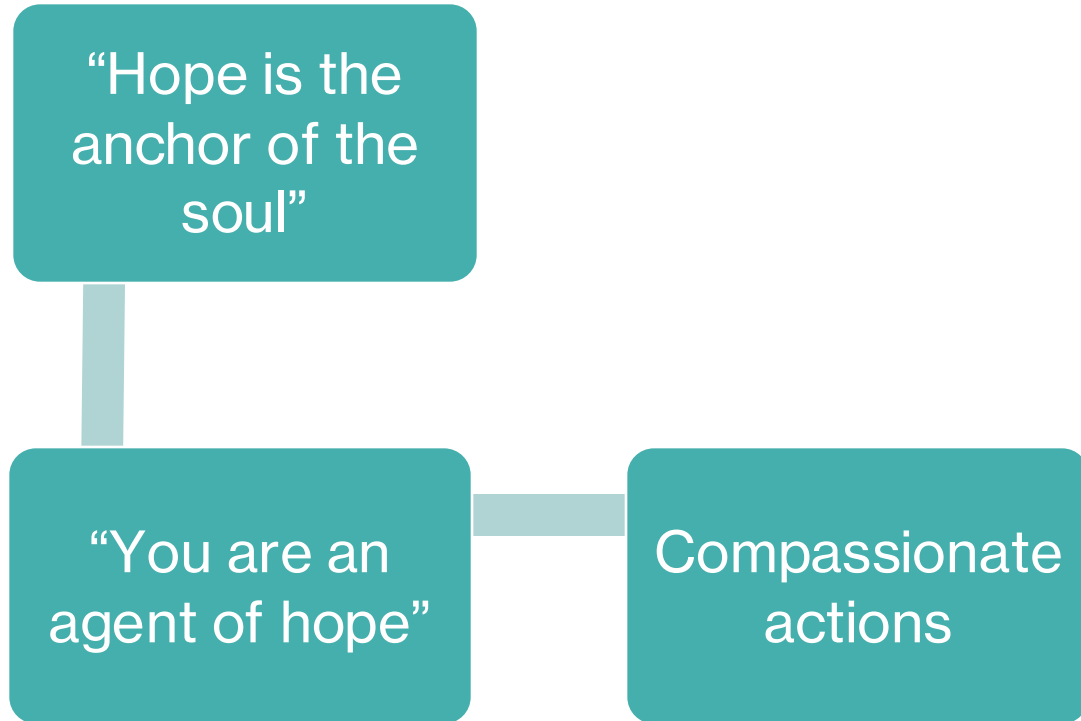 “Hope is the
anchor of the
soul”
“You are an
agent of hope”
Compassionate
actions